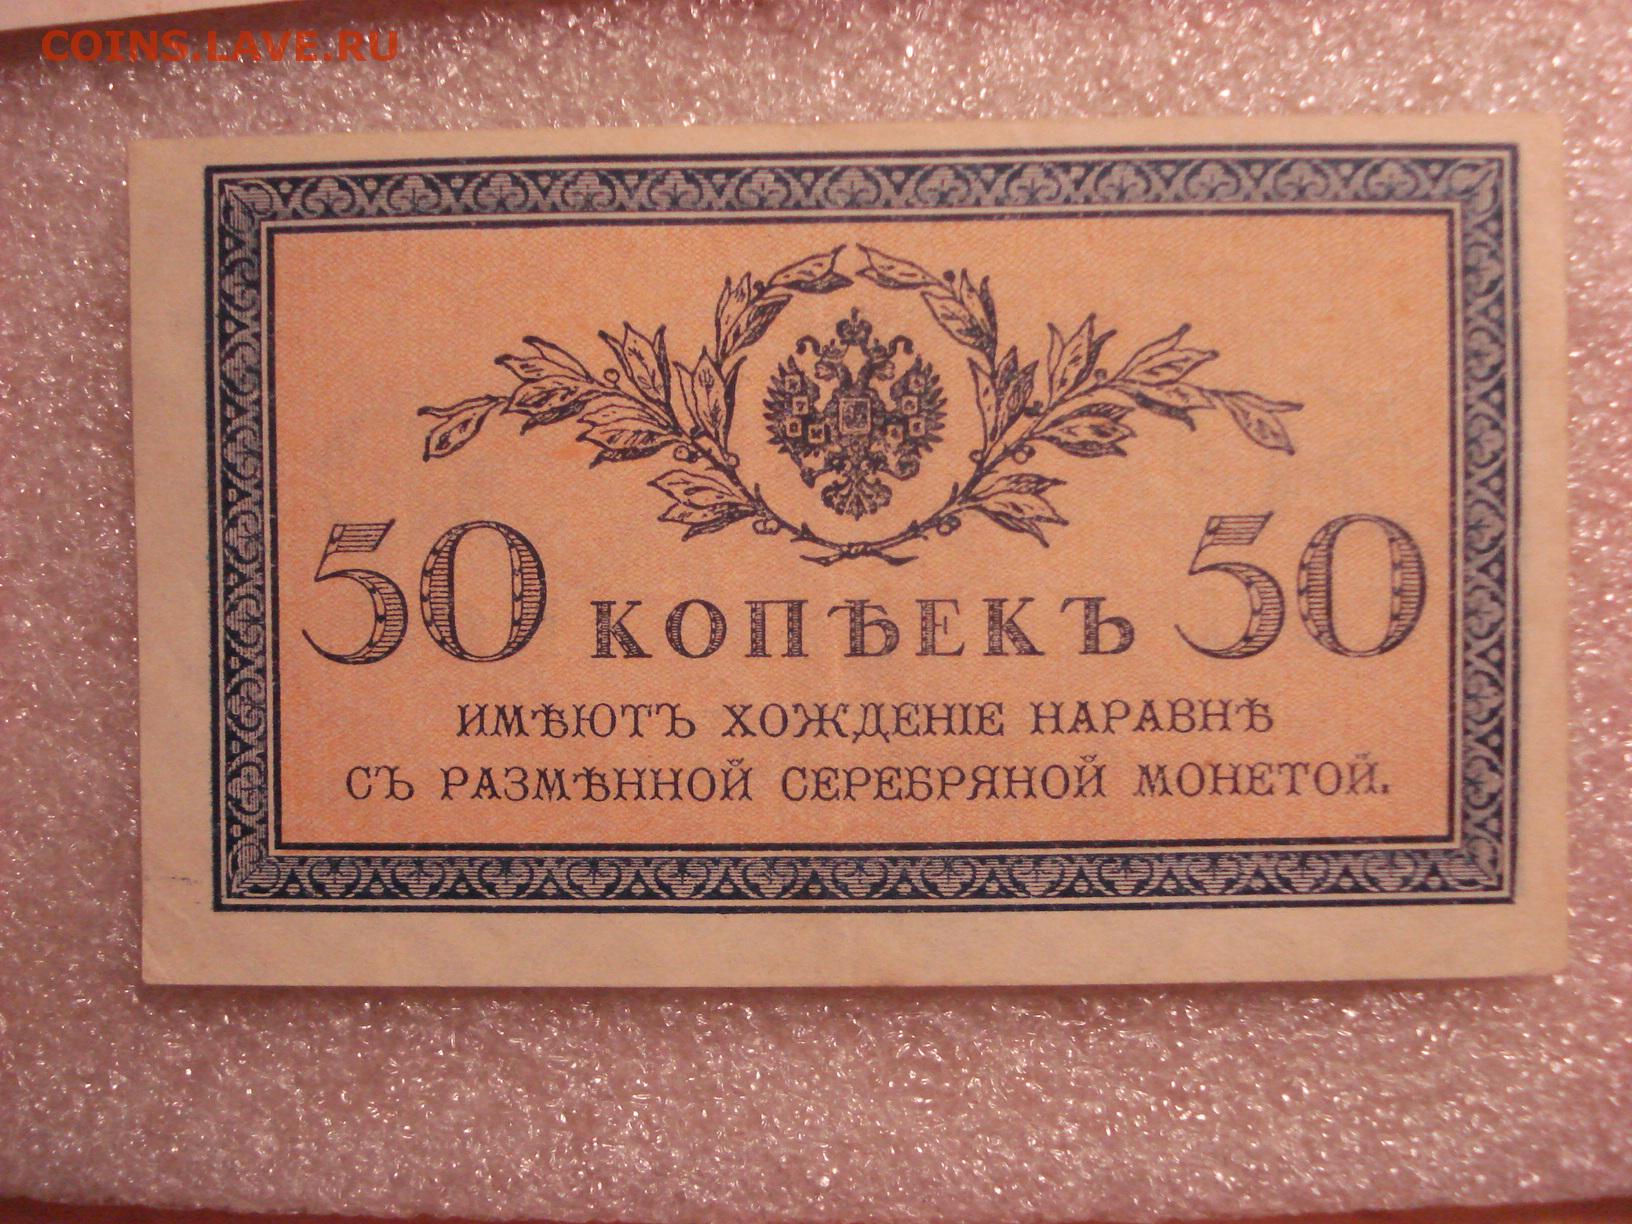 COINS.LAVE.RU
50 КОПѢЕКЪ 50
ИМѢЮТЪ ХОЖДЕНІЕ НАРАВНѢ
СЪ РАЗМѢННОЙ СЕРЕБРЯНОЙ МОНЕТОЙ.